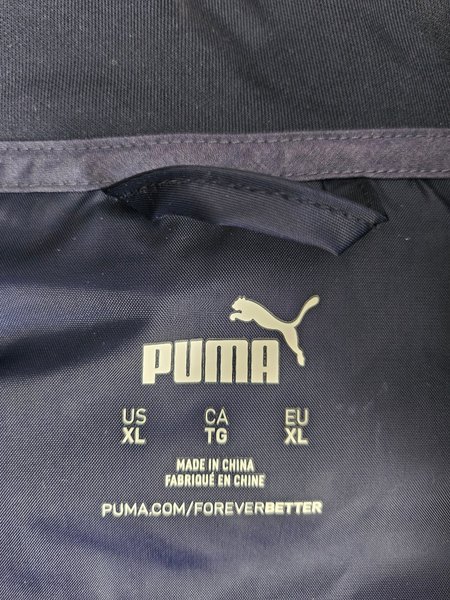 PUMA
US CA EU
XL TG XL
MADE IN CHINA
FABRIQUÉ EN CHINE
PUMA.COM/FOREVERBETTER